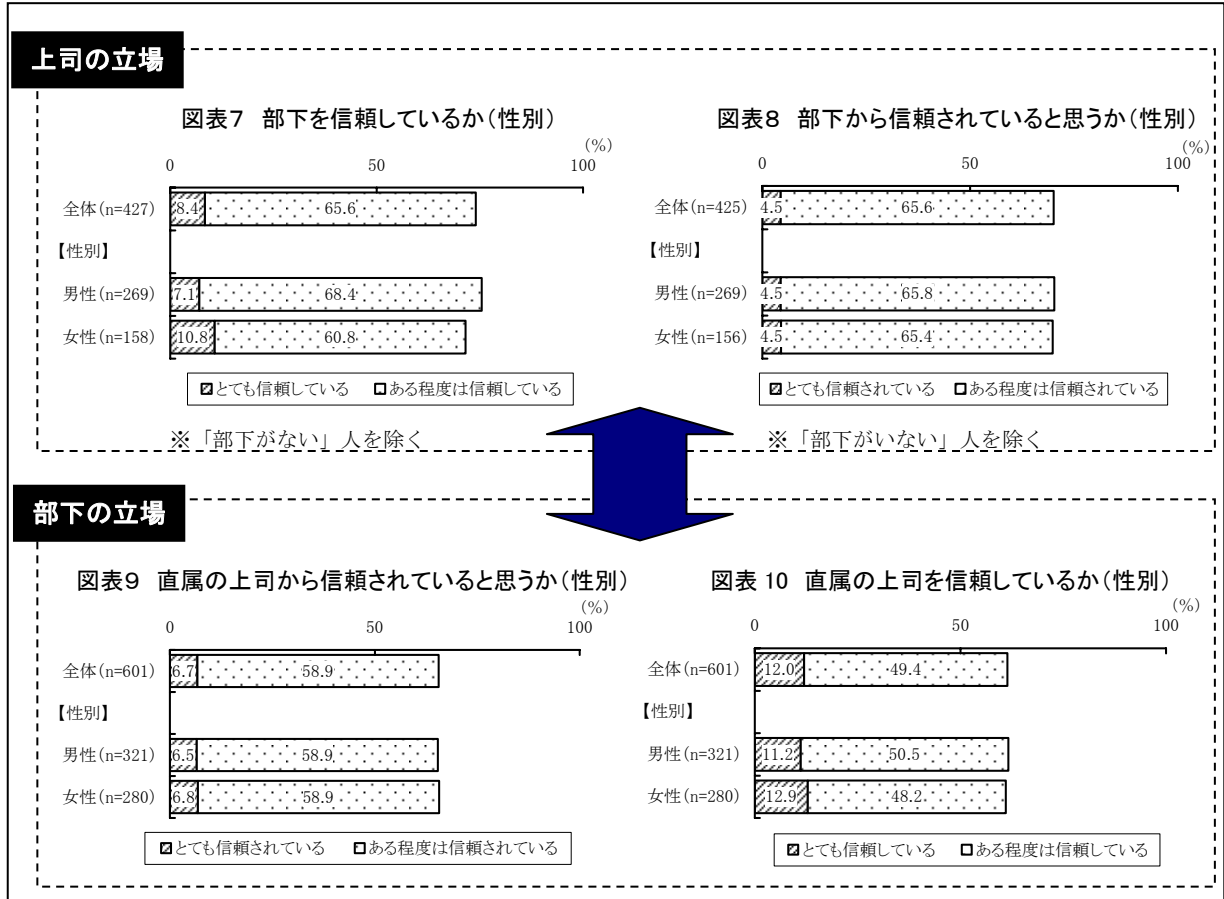 上司の立場
図表7 部下を信頼しているか(性別)
(%)
0 50 100
全体(n=427) 8.4 65.6
【性別】
男性(n=269) 7.1 68.4
女性(n=158) 10.8 60.8
とても信頼している ある程度は信頼している
※「部下がない」人を除く
図表8 部下から信頼されていると思うか(性別)
(%)
0 50 100
全体(n=425) 4.5 65.6
【性別】
男性(n=269) 4.5 65.8
女性(n=156) 4.5 65.4
とても信頼されている ある程度は信頼されている
※「部下がいない」人を除く
部下の立場
図表9 直属の上司から信頼されていると思うか(性別)
(%)
0 50 100
全体(n=601) 6.7 58.9
【性別】
男性(n=321) 6.5 58.9
女性(n=280) 6.8 58.9
とても信頼されている ある程度は信頼されている
図表 10 直属の上司を信頼しているか(性別)
(%)
0 50 100
全体(n=601) 12.0 49.4
【性別】
男性(n=321) 11.2 50.5
女性(n=280) 12.9 48.2
とても信頼している ある程度は信頼している